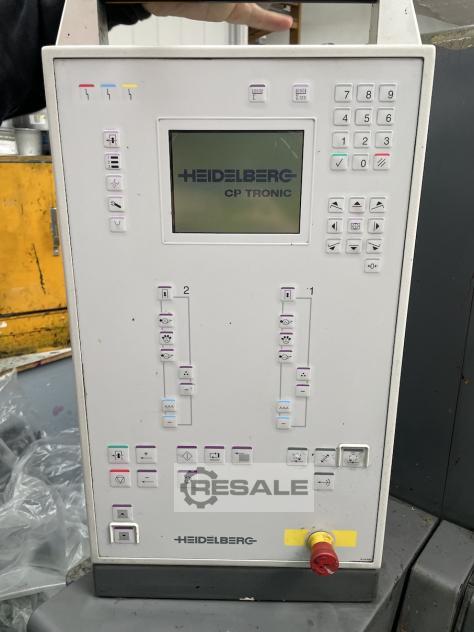 7 8 9
4 5 6
1 2 3
0
HEIDELBERG
CP TRONIC
2 1
RESALE
HEIDELBERG